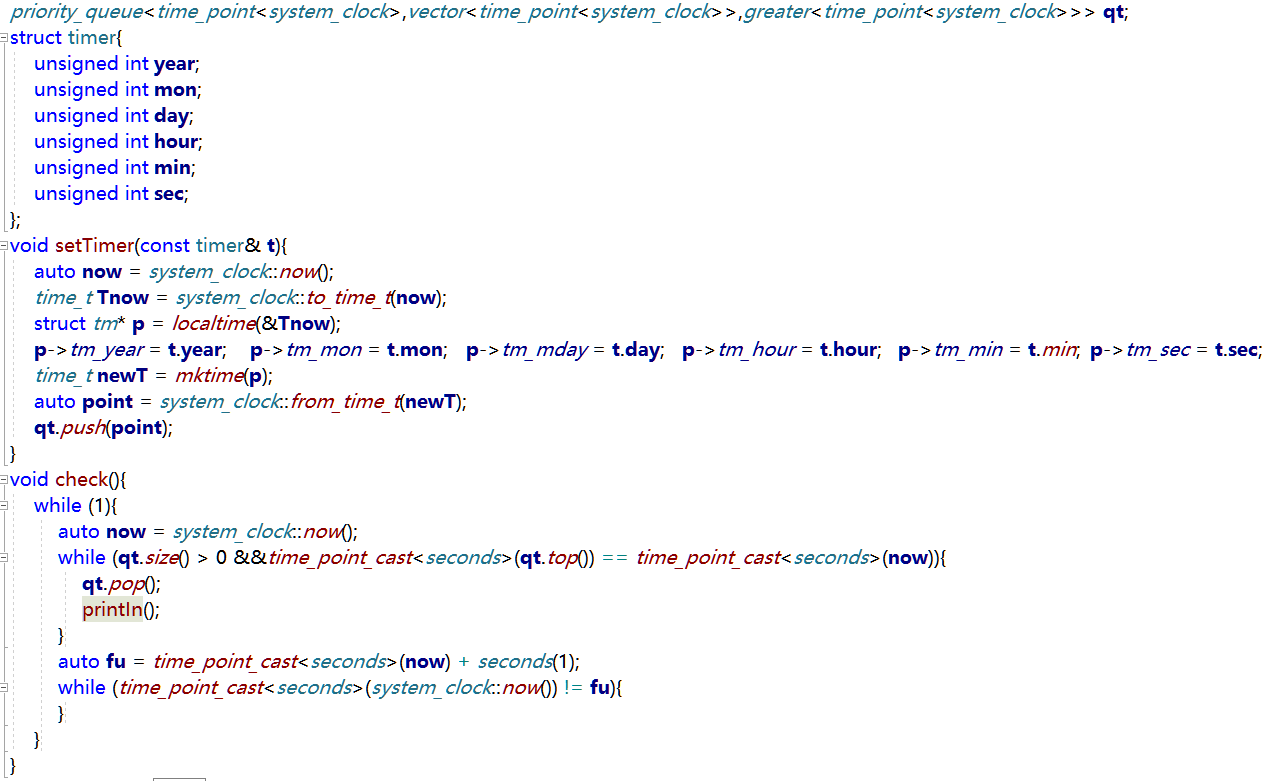 priority_queue<time_point<system_clock>,vector<time_point<system_clock>>,greater<time_point<system_clock>>> qt;
struct timer{
unsigned int year;
unsigned int mon;
unsigned int day;
unsigned int hour;
unsigned int min;
unsigned int sec;
};
void setTimer(const timer& t){
auto now = system_clock::now();
time_t Tnow = system_clock::to_time_t(now);
struct tm* p = localtime(&Tnow);
p->tm_year = t.year; p->tm_mon = t.mon; p->tm_mday = t.day; p->tm_hour = t.hour; p->tm_min = t.min; p->tm_sec = t.sec;
time_t newT = mktime(p);
auto point = system_clock::from_time_t(newT);
qt.push(point);
}
void check(){
while (1){
auto now = system_clock::now();
while (qt.size() > 0 &&time_point_cast<seconds>(qt.top()) == time_point_cast<seconds>(now)){
qt.pop();
printIn();
}
auto fu = time_point_cast<seconds>(now) + seconds(1);
while (time_point_cast<seconds>(system_clock::now()) != fu){
}
}
}